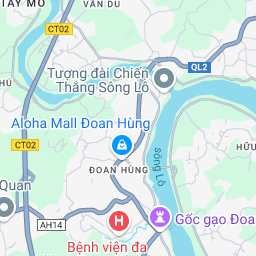 TÂY MỖ
VÂN DU
CT02
QL2
Tượng đài Chiến
Thắng Sông Lô
Aloha Mall Đoan Hùng
CT02
sông Lô
HỮU
ĐOAN HÙNG
Quan
AH14
H
Gốc gạo Đoa
Bệnh viện đa